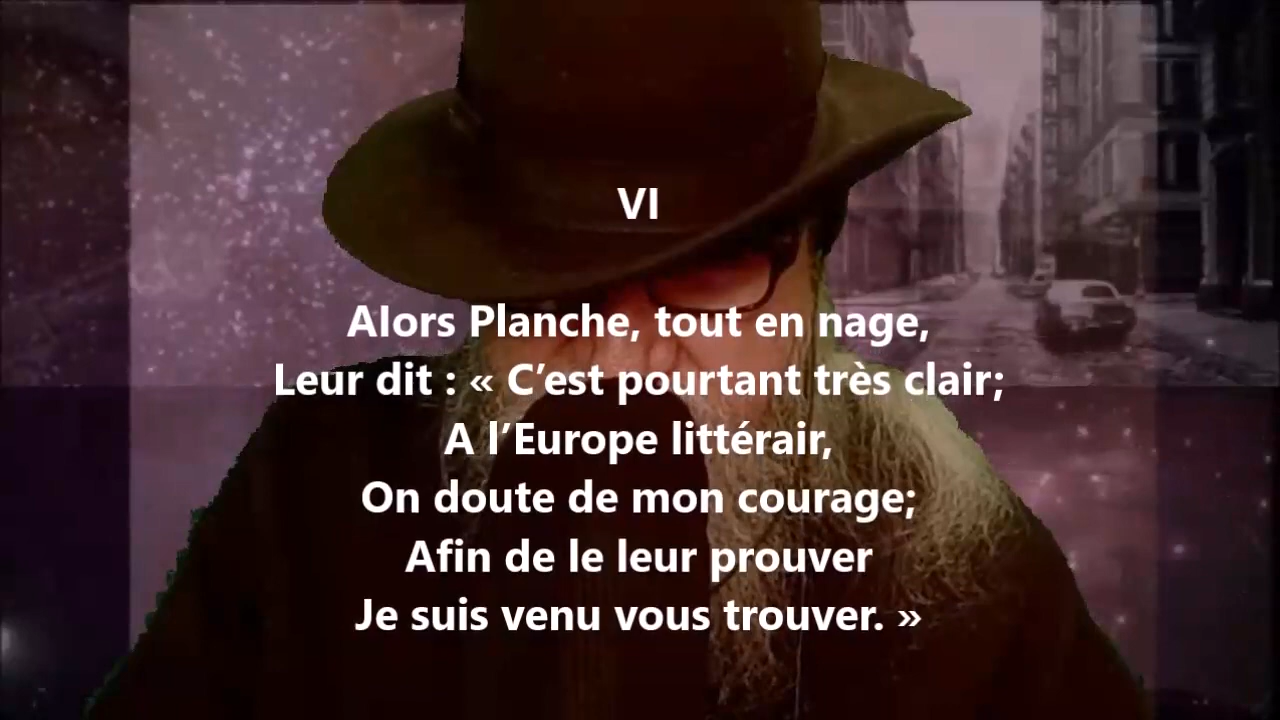 VI
Alors Planche, tout en nage,
Leur dit : « C’est pourtant très clair;
A l’Europe littérair,
On doute de mon courage;
Afin de le leur prouver
Je suis venu vous trouver. »